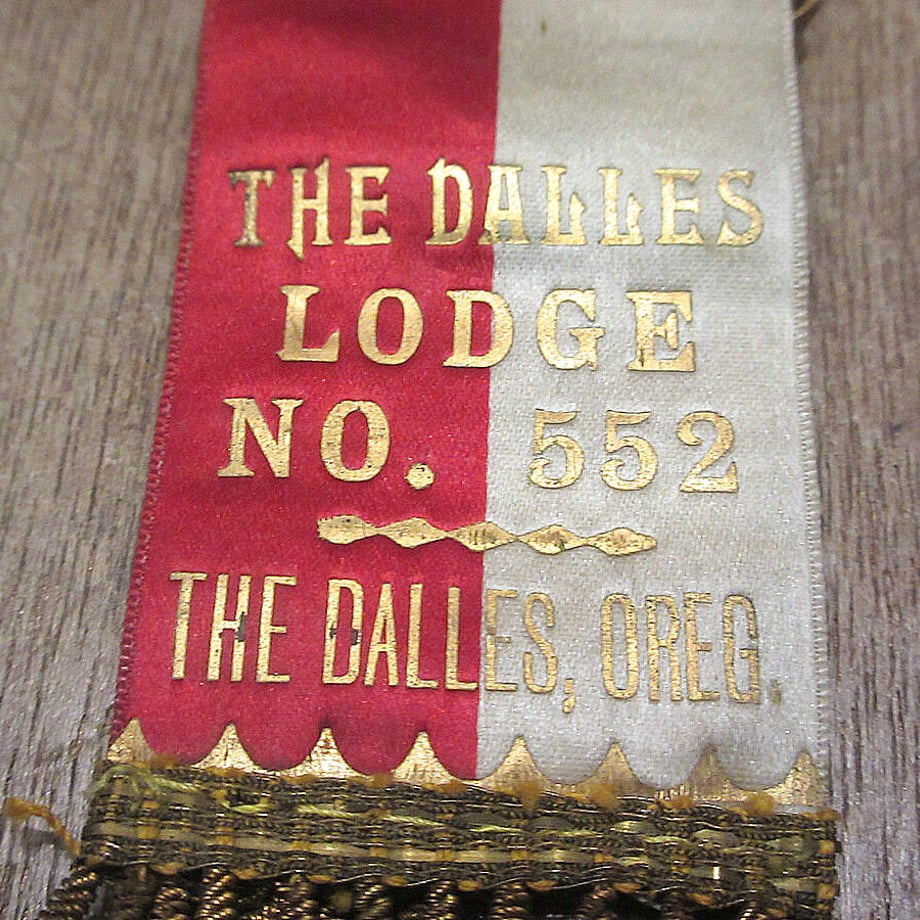 THE DALLES
LODGE
NO. 552
THE DALLES, OREG.